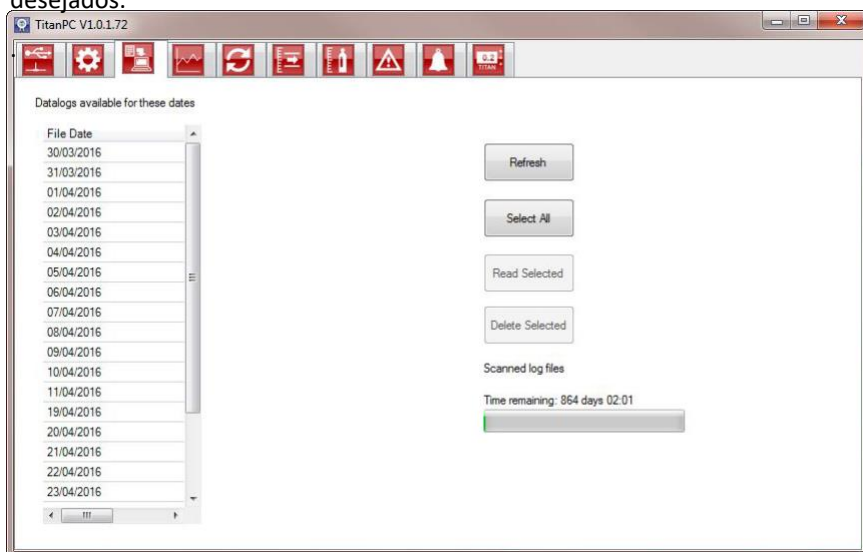 desejados.
TitanPC V1.0.1.72
0.2
TITAN
Datalogs available for these dates
File Date
30/03/2016
31/03/2016
01/04/2016
02/04/2016
03/04/2016
04/04/2016
05/04/2016
06/04/2016
07/04/2016
08/04/2016
09/04/2016
10/04/2016
11/04/2016
19/04/2016
20/04/2016
21/04/2016
22/04/2016
23/04/2016
Refresh
Select All
Read Selected
Delete Selected
Scanned log files
Time remaining: 864 days 02:01